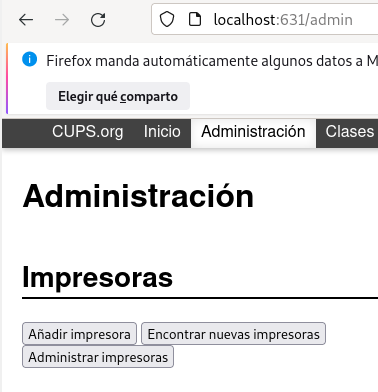 localhost:631/admin
Firefox manda automáticamente algunos datos a M
Elegir qué comparto
CUPS.org Inicio Administración Clases
Administración
Impresoras
Añadir impresora Encontrar nuevas impresoras
Administrar impresoras